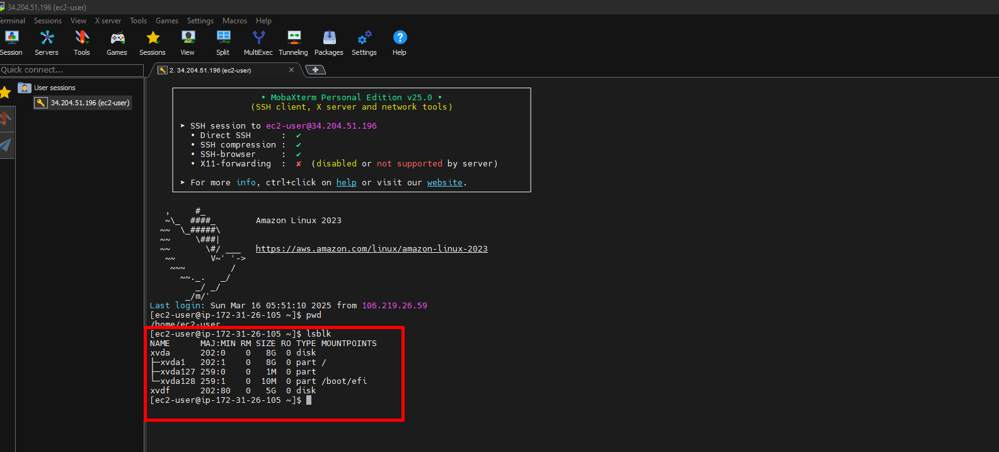 34.204.51.196 (ec2-user)
erminal Sessions View X server Tools Games Settings Macros Help
Session Servers Tools Games Sessions View Split MultiExec Tunneling Packages Settings Help
Quick connect...
2. 34.204.51.196 (ec2-user)
User sessions
34.204.51.196 (ec2-user)
• MobaXterm Personal Edition v25.0 •
(SSH client, X server and network tools)
➤ SSH session to ec2-user@34.204.51.196
• Direct SSH : ✔
• SSH compression : ✔
• SSH-browser : ✔
• X11-forwarding : ✘ (disabled or not supported by server)
➤ For more info, ctrl+click on help or visit our website.
, #_
~\_ ####_ Amazon Linux 2023
~~ \_#####\
~~ \###|
~~ \#/ ___ https://aws.amazon.com/linux/amazon-linux-2023
~~ V~' '->
~~~ /
~~._. _/
_/ _/
_/m/'
Last login: Sun Mar 16 05:51:10 2025 from 106.219.26.59
[ec2-user@ip-172-31-26-105 ~]$ pwd
/home/ec2-user
[ec2-user@ip-172-31-26-105 ~]$ lsblk
NAME MAJ:MIN RM SIZE RO TYPE MOUNTPOINTS
xvda 202:0 0 8G 0 disk
├─xvda1 202:1 0 8G 0 part /
├─xvda127 259:0 0 1M 0 part
└─xvda128 259:1 0 10M 0 part /boot/efi
xvdf 202:80 0 5G 0 disk
[ec2-user@ip-172-31-26-105 ~]$